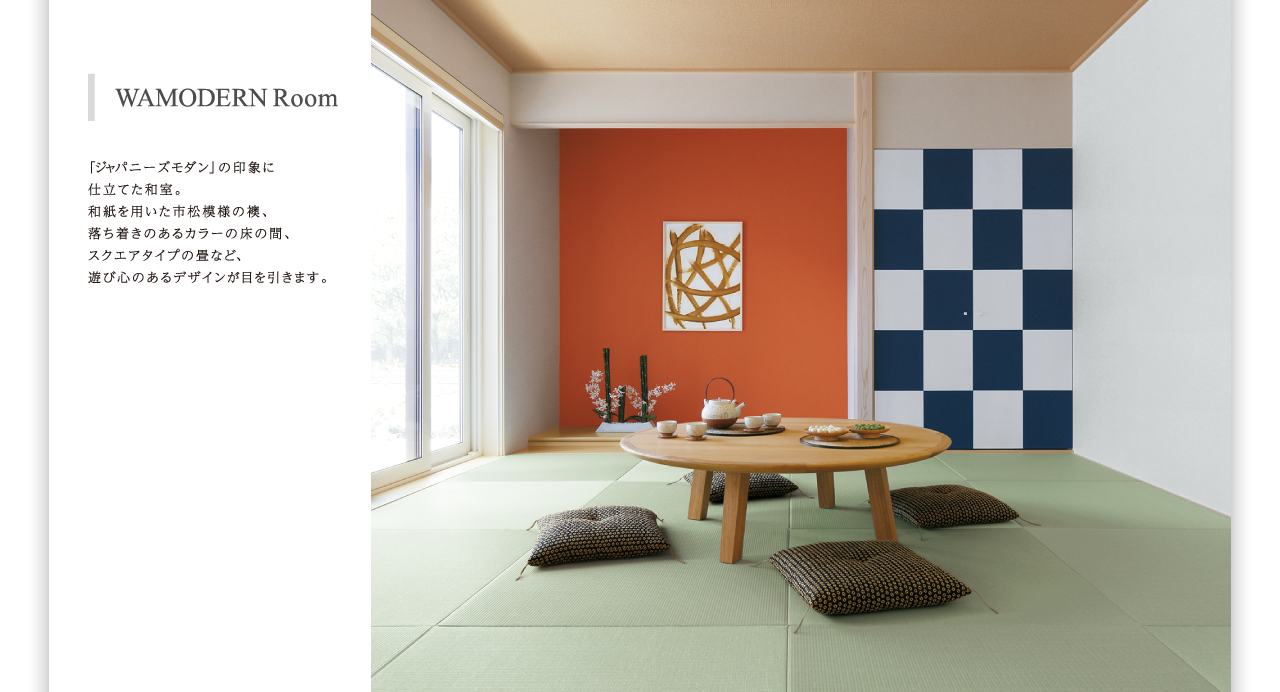 WAMODERN Room
「ジャパニーズモダン」の印象に
仕立てた和室。
和紙を用いた市松模様の襖、
落ち着きのあるカラーの床の間、
スクエアタイプの畳など、
遊び心のあるデザインが目を引きます。